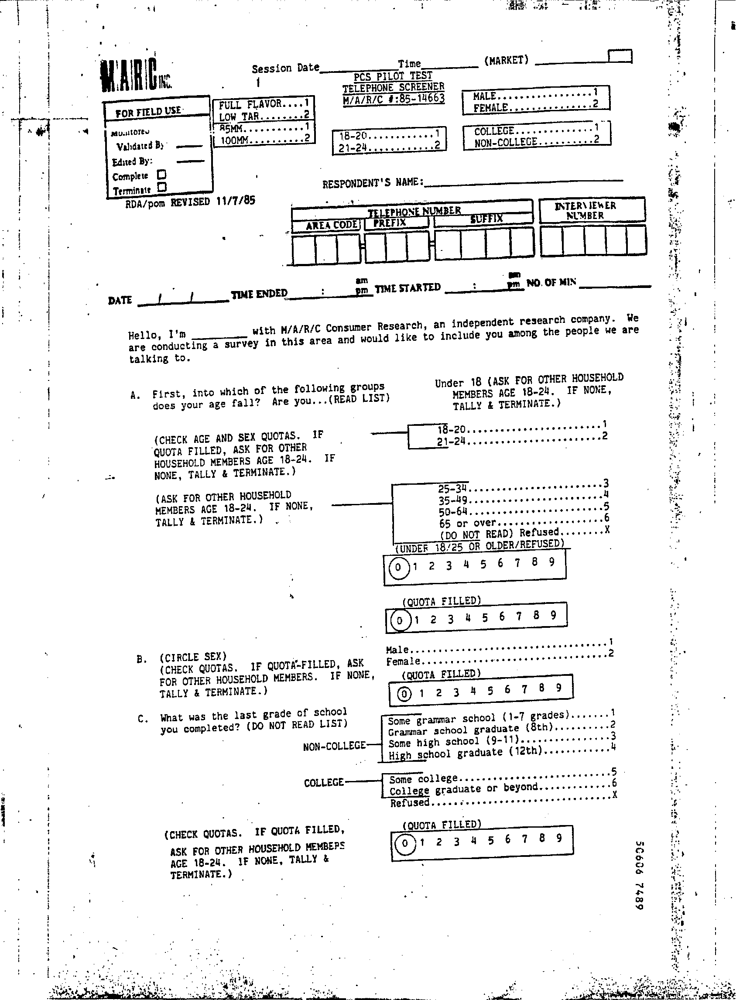 M/A/R/C INC.
Session Date Time (MARKET)
1
PCS PILOT TEST
TELEPHONE SCREENER
M/A/R/C #:85-14663
FOR FIELD USE
Monitored
Validated By
Edited By:
Complete
Terminate
FULL FLAVOR....1
LOW TAR........2
85MM...........1
100MM..........2
18-20............1
21-24............2
MALE.............1
FEMALE...........2
COLLEGE..........1
NON-COLLEGE......2
RDA/pom REVISED 11/7/85
RESPONDENT'S NAME:
TELEPHONE NUMBER
AREA CODE PREFIX SUFFIX
INTERVIEWER
NUMBER
DATE / / TIME ENDED : am pm TIME STARTED : am pm NO. OF MIN
Hello, I'm ________ with M/A/R/C Consumer Research, an independent research company. We
are conducting a survey in this area and would like to include you among the people we are
talking to.
A. First, into which of the following groups
does your age fall? Are you...(READ LIST)
Under 18 (ASK FOR OTHER HOUSEHOLD
MEMBERS AGE 18-24. IF NONE,
TALLY & TERMINATE.)
(CHECK AGE AND SEX QUOTAS. IF
QUOTA FILLED, ASK FOR OTHER
HOUSEHOLD MEMBERS AGE 18-24. IF
NONE, TALLY & TERMINATE.)
18-20.....................1
21-24.....................2
(ASK FOR OTHER HOUSEHOLD
MEMBERS AGE 18-24. IF NONE,
TALLY & TERMINATE.)
25-34.....................3
35-49.....................4
50-64.....................5
65 or over................6
(DO NOT READ) Refused.......X
(UNDER 18/25 OR OLDER/REFUSED)
0 1 2 3 4 5 6 7 8 9
(QUOTA FILLED)
0 1 2 3 4 5 6 7 8 9
B. (CIRCLE SEX)
(CHECK QUOTAS. IF QUOTA-FILLED, ASK
FOR OTHER HOUSEHOLD MEMBERS. IF NONE,
TALLY & TERMINATE.)
Male..............................1
Female............................2
(QUOTA FILLED)
0 1 2 3 4 5 6 7 8 9
C. What was the last grade of school
you completed? (DO NOT READ LIST)
NON-COLLEGE
Some grammar school (1-7 grades).......1
Grammar school graduate (8th)..........2
Some high school (9-11)................3
High school graduate (12th)............4
COLLEGE
Some college...........................5
College graduate or beyond.............6
Refused................................X
(CHECK QUOTAS. IF QUOTA FILLED,
ASK FOR OTHER HOUSEHOLD MEMBERS
AGE 18-24. IF NONE, TALLY &
TERMINATE.)
(QUOTA FILLED)
0 1 2 3 4 5 6 7 8 9
50606 7489